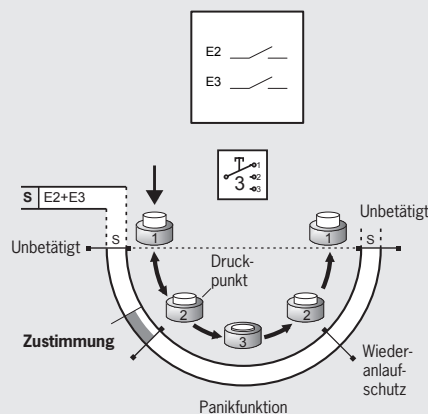 E2
E3
1
2
3
3
S E2+E3
Unbetätigt
S
1
1
S
Unbetätigt
Druck-
punkt
2
2
3
Zustimmung
Wieder-
anlauf-
schutz
Panikfunktion